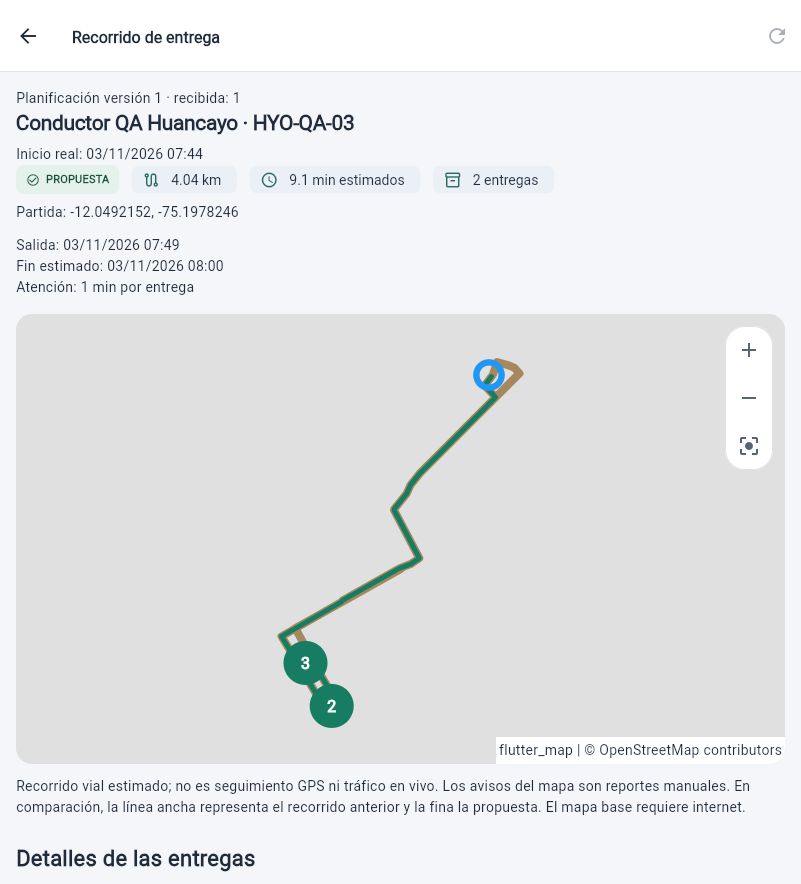 Recorrido de entrega
Planificación versión 1 · recibida: 1
Conductor QA Huancayo · HYO-QA-03
Inicio real: 03/11/2026 07:44
PROPUESTA
4.04 km
9.1 min estimados
2 entregas
Partida: -12.0492152, -75.1978246
Salida: 03/11/2026 07:49
Fin estimado: 03/11/2026 08:00
Atención: 1 min por entrega
3
2
flutter_map | © OpenStreetMap contributors
Recorrido vial estimado; no es seguimiento GPS ni tráfico en vivo. Los avisos del mapa son reportes manuales. En
comparación, la línea ancha representa el recorrido anterior y la fina la propuesta. El mapa base requiere internet.
Detalles de las entregas